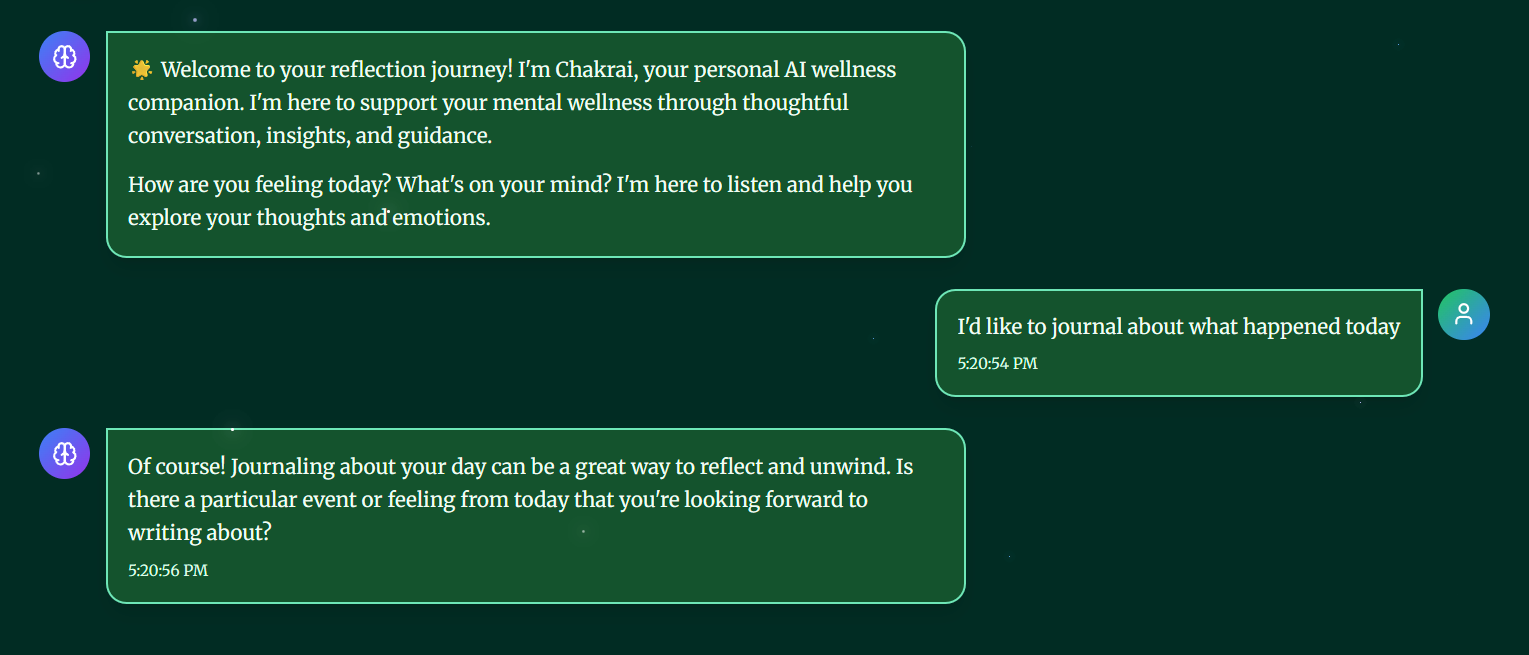 🌟 Welcome to your reflection journey! I'm Chakrai, your personal AI wellness
companion. I'm here to support your mental wellness through thoughtful
conversation, insights, and guidance.
How are you feeling today? What's on your mind? I'm here to listen and help you
explore your thoughts and emotions.
I'd like to journal about what happened today
5:20:54 PM
Of course! Journaling about your day can be a great way to reflect and unwind. Is
there a particular event or feeling from today that you're looking forward to
writing about?
5:20:56 PM